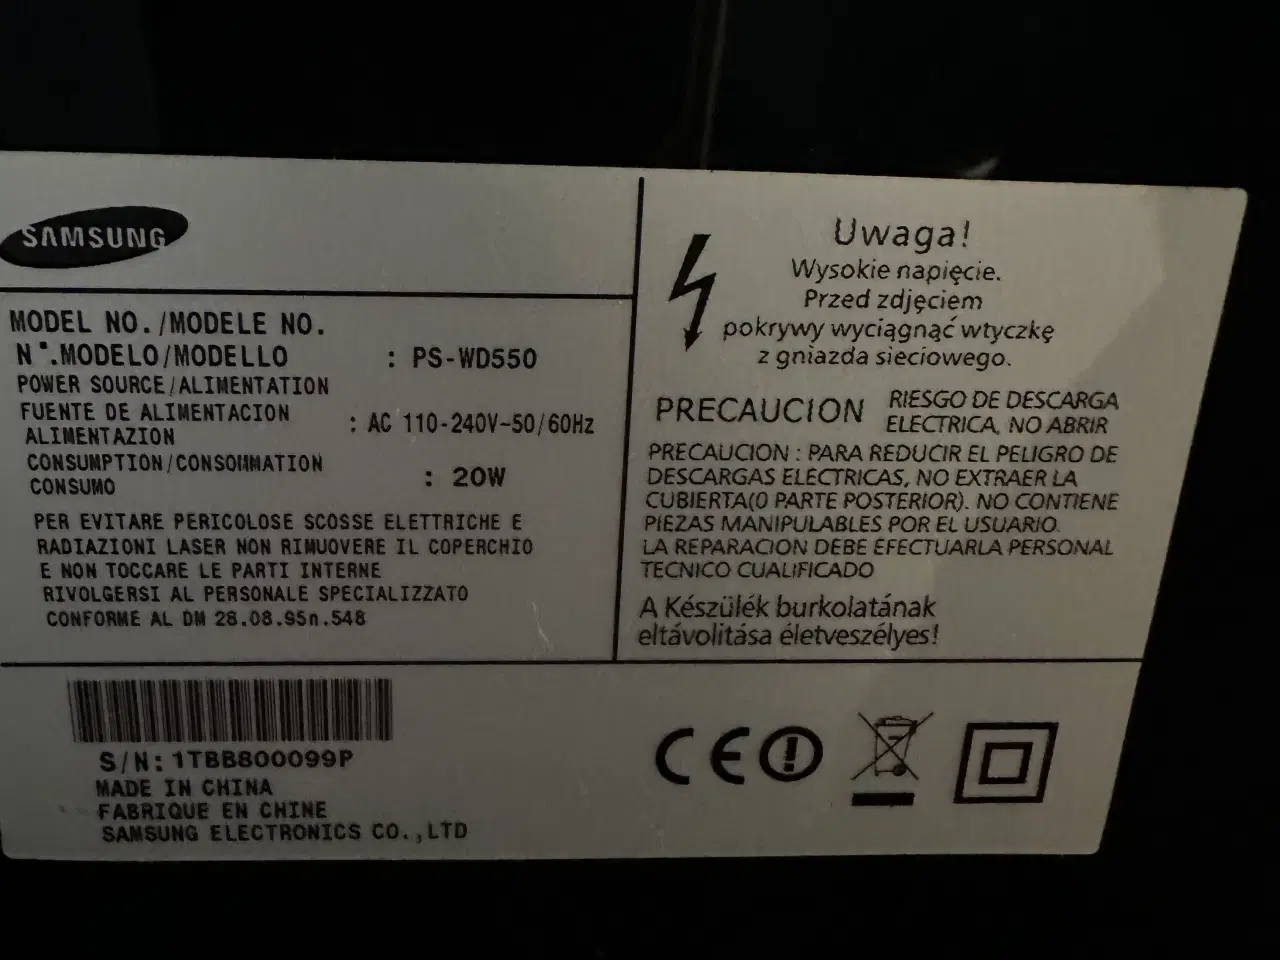 SAMSUNG
MODEL NO./MODELE NO.
N°.MODELO/MODELLO : PS-WD550
POWER SOURCE/ALIMENTATION
FUENTE DE ALIMENTACION : AC 110-240V~50/60Hz
ALIMENTAZION
CONSUMPTION/CONSOMMATION : 20W
CONSUMO
PER EVITARE PERICOLOSE SCOSSE ELETTRICHE E
RADIAZIONI LASER NON RIMUOVERE IL COPERCHIO
E NON TOCCARE LE PARTI INTERNE
RIVOLGERSI AL PERSONALE SPECIALIZZATO
CONFORME AL DM 28.08.95n.548
Uwaga!
Wysokie napięcie.
Przed zdjęciem
pokrywy wyciągnąć wtyczkę
z gniazda sieciowego.
PRECAUCION RIESGO DE DESCARGA
ELECTRICA, NO ABRIR
PRECAUCION : PARA REDUCIR EL PELIGRO DE
DESCARGAS ELECTRICAS, NO EXTRAER LA
CUBIERTA(0 PARTE POSTERIOR). NO CONTIENE
PIEZAS MANIPULABLES POR EL USUARIO.
LA REPARACION DEBE EFECTUARLA PERSONAL
TECNICO CUALIFICADO
A Készülék burkolatának
eltávolitása életveszélyes!
S/N: 1TBB800099P
MADE IN CHINA
FABRIQUE EN CHINE
SAMSUNG ELECTRONICS CO.,LTD
CE